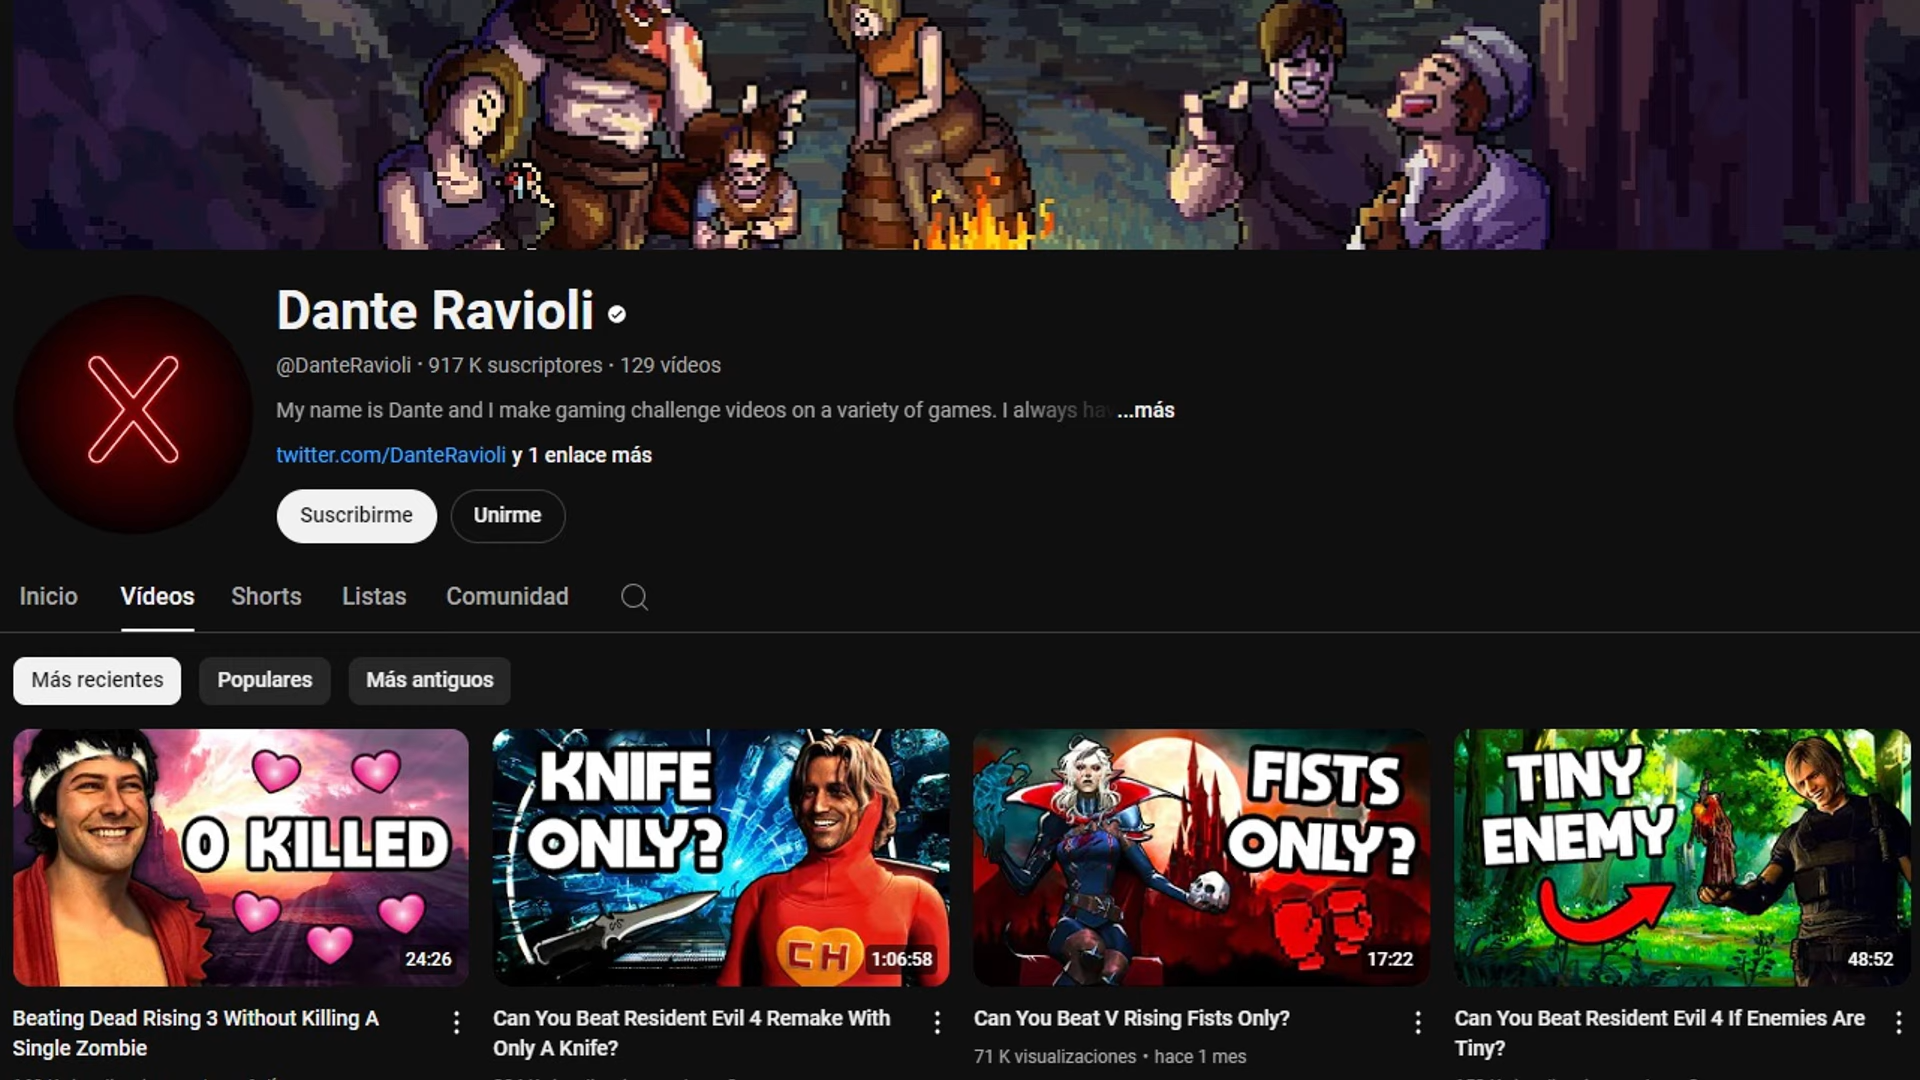 Dante Ravioli
@DanteRavioli · 917 K suscriptores · 129 vídeos
My name is Dante and I make gaming challenge videos on a variety of games. I always ...más
twitter.com/DanteRavioli y 1 enlace más
Suscribirme Unirme
Inicio Vídeos Shorts Listas Comunidad
Más recientes Populares Más antiguos
0 KILLED
24:26
KNIFE
ONLY?
CH
1:06:58
FISTS
ONLY?
17:22
TINY
ENEMY
48:52
Beating Dead Rising 3 Without Killing A
Single Zombie
Can You Beat Resident Evil 4 Remake With
Only A Knife?
Can You Beat V Rising Fists Only?
71 K visualizaciones • hace 1 mes
Can You Beat Resident Evil 4 If Enemies Are
Tiny?